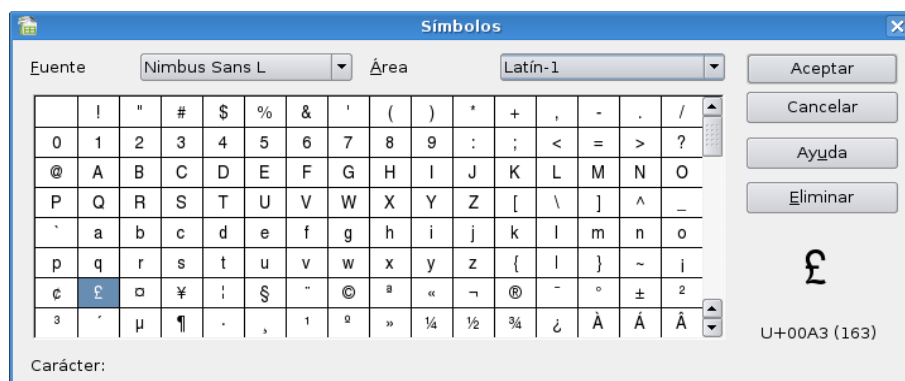 Símbolos
Fuente Nimbus Sans L Área Latín-1 Aceptar
! " # $ % & ' ( ) * + , - . / Cancelar
0 1 2 3 4 5 6 7 8 9 : ; < = > ? Ayuda
@ A B C D E F G H I J K L M N O
P Q R S T U V W X Y Z [ \ ] ^ _ Eliminar
` a b c d e f g h i j k l m n o
p q r s t u v w x y z { | } ~ ¡ £
¢ £ ¤ ¥ ¦ § ¨ © ª « ¬ ® ¯ ° ± ²
³ ´ µ ¶ · ¸ ¹ º » ¼ ½ ¾ ¿ À Á Â U+00A3 (163)
Carácter: